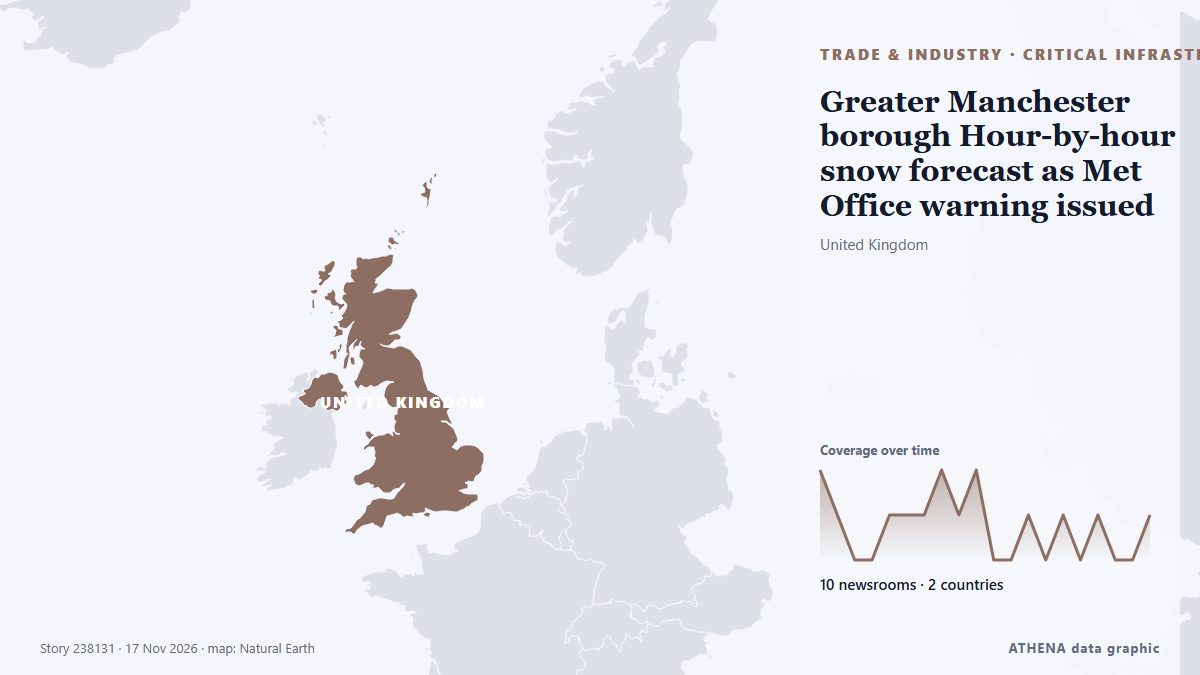 TRADE & INDUSTRY · CRITICAL
Greater Manchester
borough Hour-by-hour
snow forecast as Met
Office warning issued
United Kingdom
UNITED KINGDOM
Coverage over time
10 newsrooms · 2 countries
Story 238131 · 17 Nov 2026 · map: Natural Earth
ATHENA data graphic